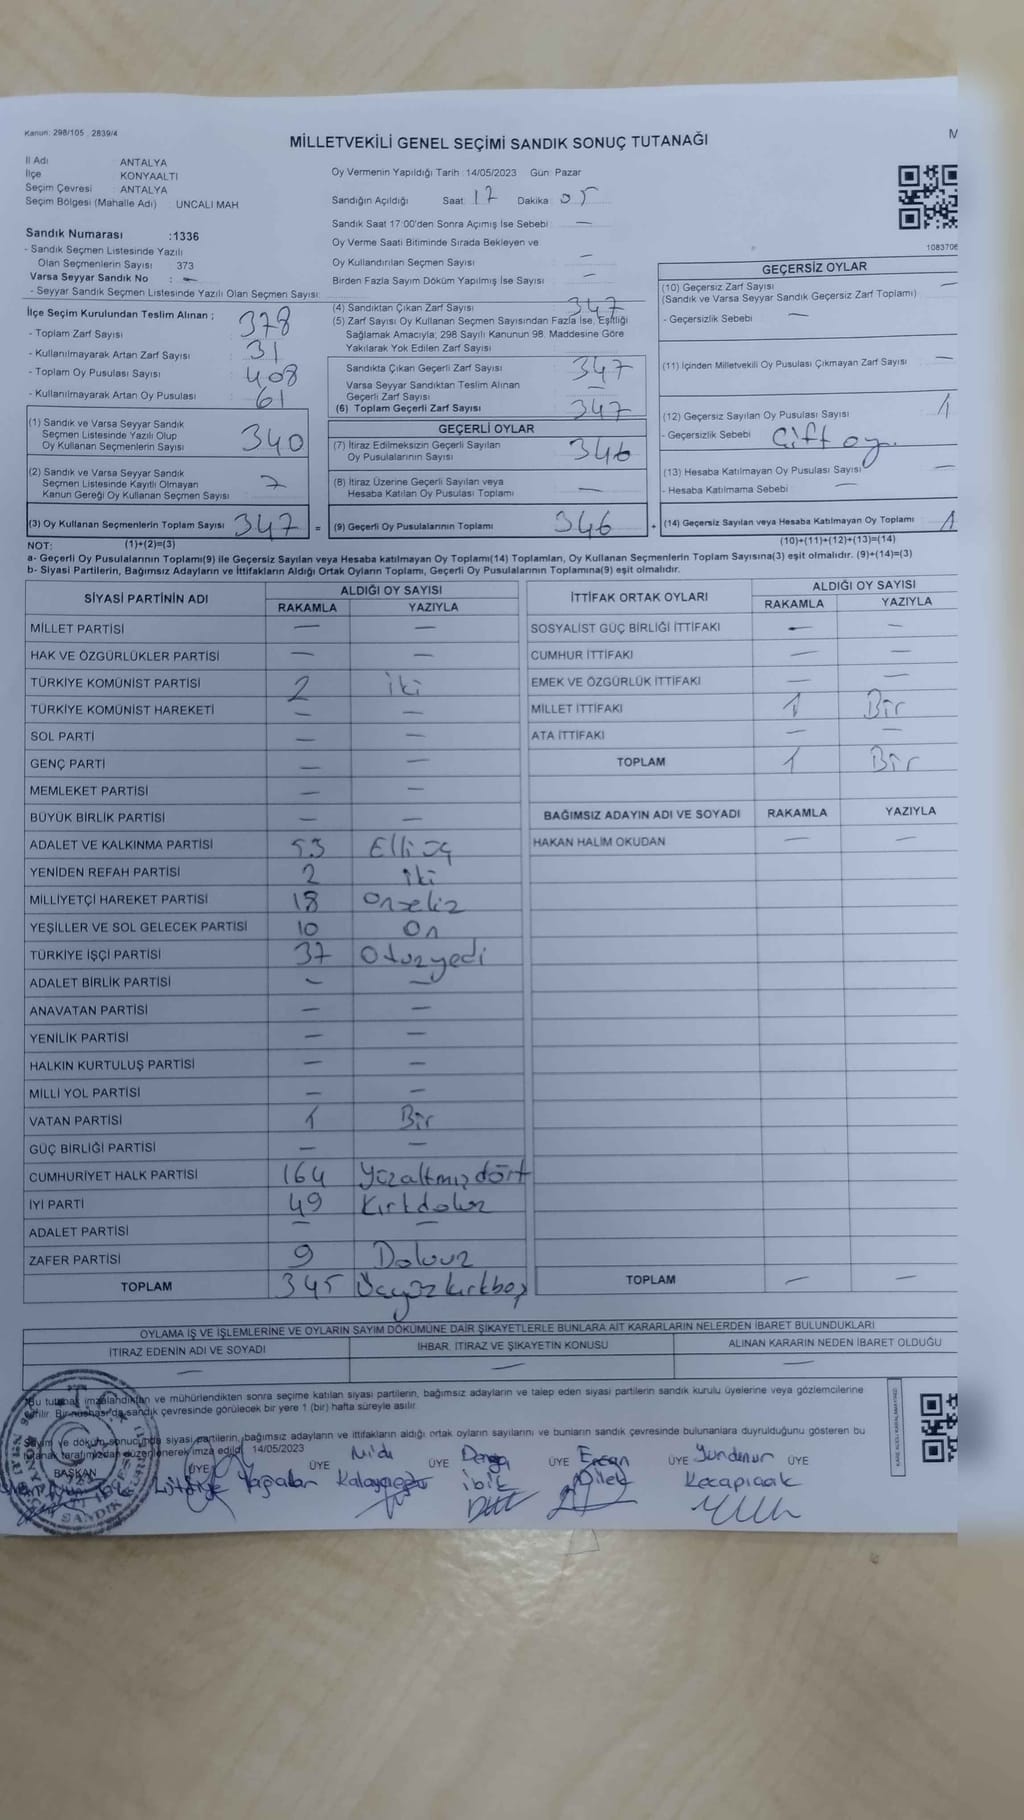 Kanun: 298/105 _2839/4
MİLLETVEKİLİ GENEL SEÇİMİ SANDIK SONUÇ TUTANAĞI
M
İl Adı : ANTALYA
İlçe : KONYAALTI
Seçim Çevresi : ANTALYA
Seçim Bölgesi (Mahalle Adı) : UNCALI MAH
Sandık Numarası :1336
- Sandık Seçmen Listesinde Yazılı
Olan Seçmenlerin Sayısı : 373
Varsa Seyyar Sandık No : —
- Seyyar Sandık Seçmen Listesinde Yazılı Olan Seçmen Sayısı:
Oy Vermenin Yapıldığı Tarih :14/05/2023 Gün: Pazar
Sandığın Açıldığı Saat: 17 Dakika: 05
Sandık Saat 17:00'den Sonra Açımış İse Sebebi : —
Oy Verme Saati Bitiminde Sırada Bekleyen ve
Oy Kullandırılan Seçmen Sayısı : —
Birden Fazla Sayım Döküm Yapılmış İse Sayısı : —
1083706
İlçe Seçim Kurulundan Teslim Alınan ;
- Toplam Zarf Sayısı : 378
- Kullanılmayarak Artan Zarf Sayısı : 31
- Toplam Oy Pusulası Sayısı : 408
- Kullanılmayarak Artan Oy Pusulası : 61
(1) Sandık ve Varsa Seyyar Sandık
Seçmen Listesinde Yazılı Olup
Oy Kullanan Seçmenlerin Sayısı : 340
(2) Sandık ve Varsa Seyyar Sandık
Seçmen Listesinde Kayıtlı Olmayan
Kanun Gereği Oy Kullanan Seçmen Sayısı : 7
(3) Oy Kullanan Seçmenlerin Toplam Sayısı : 347 =
(4) Sandıktan Çıkan Zarf Sayısı : 347
(5) Zarf Sayısı Oy Kullanan Seçmen Sayısından Fazla İse, Eşitliği
Sağlamak Amacıyla; 298 Sayılı Kanunun 98. Maddesine Göre
Yakılarak Yok Edilen Zarf Sayısı :
Sandıkta Çıkan Geçerli Zarf Sayısı : 347
Varsa Seyyar Sandıktan Teslim Alınan
Geçerli Zarf Sayısı : —
(6) Toplam Geçerli Zarf Sayısı : 347
GEÇERLİ OYLAR
(7) İtiraz Edilmeksizin Geçerli Sayılan
Oy Pusulalarının Sayısı : 346
(8) İtiraz Üzerine Geçerli Sayılan veya
Hesaba Katılan Oy Pusulası Toplamı : —
(9) Geçerli Oy Pusulalarının Toplamı : 346 +
GEÇERSİZ OYLAR
(10) Geçersiz Zarf Sayısı : —
(Sandık ve Varsa Seyyar Sandık Geçersiz Zarf Toplamı)
- Geçersizlik Sebebi : —
(11) İçinden Milletvekili Oy Pusulası Çıkmayan Zarf Sayısı : —
(12) Geçersiz Sayılan Oy Pusulası Sayısı : 1
- Geçersizlik Sebebi : Çift oy.
(13) Hesaba Katılmayan Oy Pusulası Sayısı : —
- Hesaba Katılmama Sebebi : —
(14) Geçersiz Sayılan veya Hesaba Katılmayan Oy Toplamı : 1
NOT: (1)+(2)=(3) (10)+(11)+(12)+(13)=(14)
a- Geçerli Oy Pusulalarının Toplamı(9) ile Geçersiz Sayılan veya Hesaba katılmayan Oy Toplamı(14) Toplamları, Oy Kullanan Seçmenlerin Toplam Sayısına(3) eşit olmalıdır. (9)+(14)=(3)
b- Siyasi Partilerin, Bağımsız Adayların ve İttifakların Aldığı Ortak Oyların Toplamı, Geçerli Oy Pusulalarının Toplamına(9) eşit olmalıdır.
SİYASİ PARTİNİN ADI ALDIĞI OY SAYISI
RAKAMLA YAZIYLA
MİLLET PARTİSİ — —
HAK VE ÖZGÜRLÜKLER PARTİSİ — —
TÜRKİYE KOMÜNİST PARTİSİ 2 iki
TÜRKİYE KOMÜNİST HAREKETİ — —
SOL PARTİ — —
GENÇ PARTİ — —
MEMLEKET PARTİSİ — —
BÜYÜK BİRLİK PARTİSİ — —
ADALET VE KALKINMA PARTİSİ 53 Elli üç
YENİDEN REFAH PARTİSİ 2 iki
MİLLİYETÇİ HAREKET PARTİSİ 18 Onsekiz
YEŞİLLER VE SOL GELECEK PARTİSİ 10 On
TÜRKİYE İŞÇİ PARTİSİ 37 Otuzyedi
ADALET BİRLİK PARTİSİ — —
ANAVATAN PARTİSİ — —
YENİLİK PARTİSİ — —
HALKIN KURTULUŞ PARTİSİ — —
MİLLİ YOL PARTİSİ — —
VATAN PARTİSİ 1 Bir
GÜÇ BİRLİĞİ PARTİSİ — —
CUMHURİYET HALK PARTİSİ 164 Yüzaltmışdört
İYİ PARTİ 49 Kırkdokuz
ADALET PARTİSİ — —
ZAFER PARTİSİ 9 Dokuz
TOPLAM 345 Üçyüzkırkbeş
İTTİFAK ORTAK OYLARI ALDIĞI OY SAYISI
RAKAMLA YAZIYLA
SOSYALİST GÜÇ BİRLİĞİ İTTİFAKI — —
CUMHUR İTTİFAKI — —
EMEK VE ÖZGÜRLÜK İTTİFAKI — —
MİLLET İTTİFAKI 1 Bir
ATA İTTİFAKI — —
TOPLAM 1 Bir
BAĞIMSIZ ADAYIN ADI VE SOYADI RAKAMLA YAZIYLA
HAKAN HALİM OKUDAN — —
TOPLAM — —
OYLAMA İŞ VE İŞLEMLERİNE VE OYLARIN SAYIM DÖKÜMÜNE DAİR ŞİKAYETLERLE BUNLARA AİT KARARLARIN NELERDEN İBARET BULUNDUKLARI
İTİRAZ EDENİN ADI VE SOYADI İHBAR, İTİRAZ VE ŞİKAYETİN KONUSU ALINAN KARARIN NEDEN İBARET OLDUĞU
— — —
Bu tutanak imzalandıktan ve mühürlendikten sonra seçime katılan siyasi partilerin, bağımsız adayların ve talep eden siyasi partilerin sandık kurulu üyelerine veya gözlemcilerine
verilir. Bir nüshası da sandık çevresinde görülecek bir yere 1 (bir) hafta süreyle asılır.
Sayım ve döküm sonucunda siyasi partilerin, bağımsız adayların ve ittifakların aldığı ortak oyların sayılarını ve bunların sandık çevresinde bulunanlara duyrulduğunu gösteren bu
tutanak tarafımızdan düzenlenerek imza edildi. 14/05/2023
BAŞKAN ÜYE ÜYE ÜYE ÜYE ÜYE ÜYE
Ercan
ibik
SANDIK